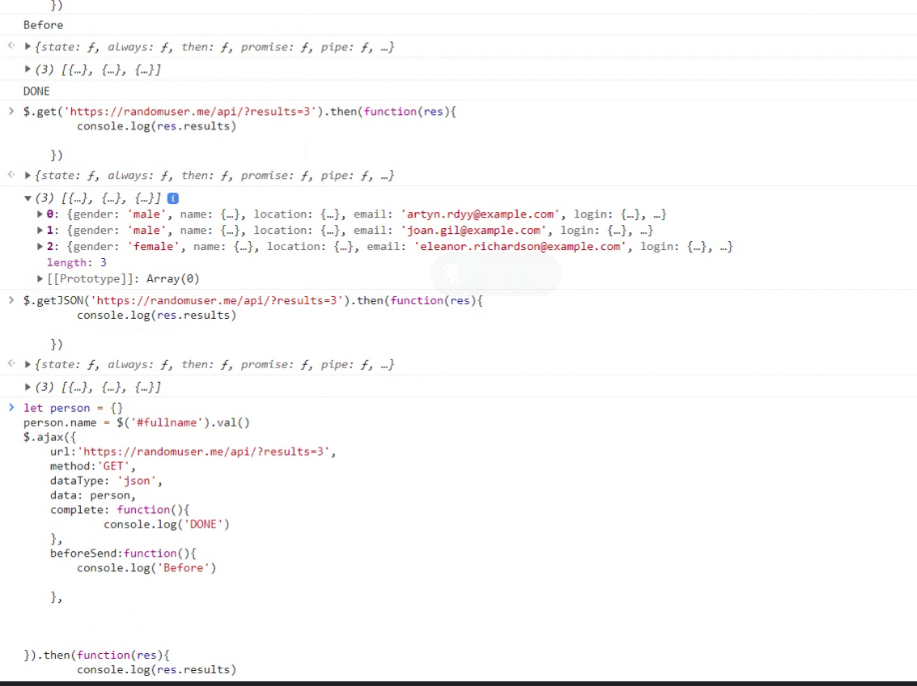 })
Before
{state: ƒ, always: ƒ, then: ƒ, promise: ƒ, pipe: ƒ, …}
(3) [{…}, {…}, {…}]
DONE
$.get('https://randomuser.me/api/?results=3').then(function(res){
console.log(res.results)
})
{state: ƒ, always: ƒ, then: ƒ, promise: ƒ, pipe: ƒ, …}
(3) [{…}, {…}, {…}] i
0: {gender: 'male', name: {…}, location: {…}, email: 'artyn.rdyy@example.com', login: {…}, …}
1: {gender: 'male', name: {…}, location: {…}, email: 'joan.gil@example.com', login: {…}, …}
2: {gender: 'female', name: {…}, location: {…}, email: 'eleanor.richardson@example.com', login: {…}, …}
length: 3
[[Prototype]]: Array(0)
$.getJSON('https://randomuser.me/api/?results=3').then(function(res){
console.log(res.results)
})
{state: ƒ, always: ƒ, then: ƒ, promise: ƒ, pipe: ƒ, …}
(3) [{…}, {…}, {…}]
let person = {}
person.name = $('#fullname').val()
$.ajax({
url:'https://randomuser.me/api/?results=3',
method:'GET',
dataType: 'json',
data: person,
complete: function(){
console.log('DONE')
},
beforeSend:function(){
console.log('Before')
},
}).then(function(res){
console.log(res.results)